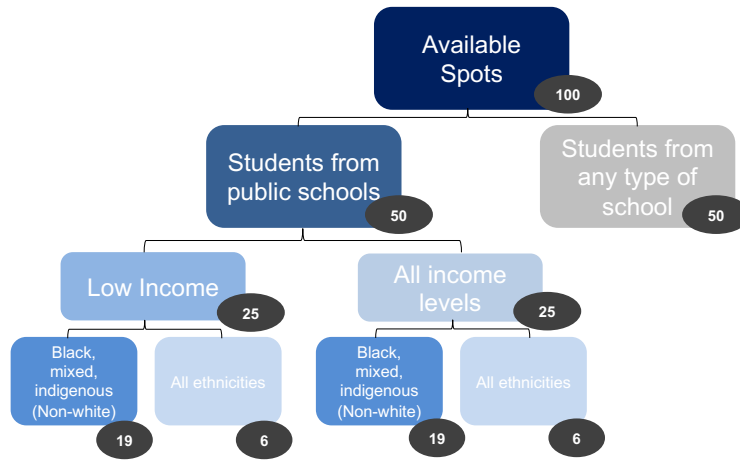 Available
Spots
100
Students from
public schools
50
Students from
any type of
school
50
Low Income
25
All income
levels
25
Black,
mixed,
indigenous
(Non-white)
19
All ethnicities
6
Black,
mixed,
indigenous
(Non-white)
19
All ethnicities
6